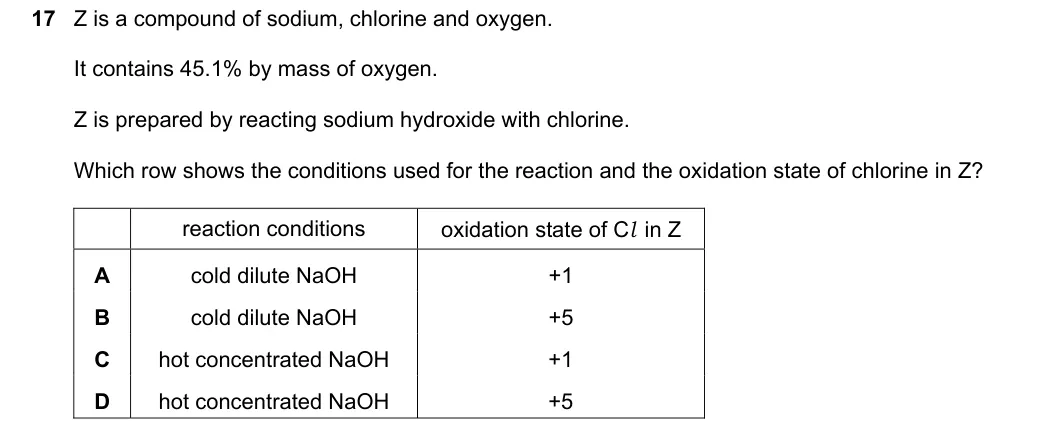 17 Z is a compound of sodium, chlorine and oxygen.
It contains 45.1% by mass of oxygen.
Z is prepared by reacting sodium hydroxide with chlorine.
Which row shows the conditions used for the reaction and the oxidation state of chlorine in Z?
reaction conditions oxidation state of Cl in Z
A cold dilute NaOH +1
B cold dilute NaOH +5
C hot concentrated NaOH +1
D hot concentrated NaOH +5